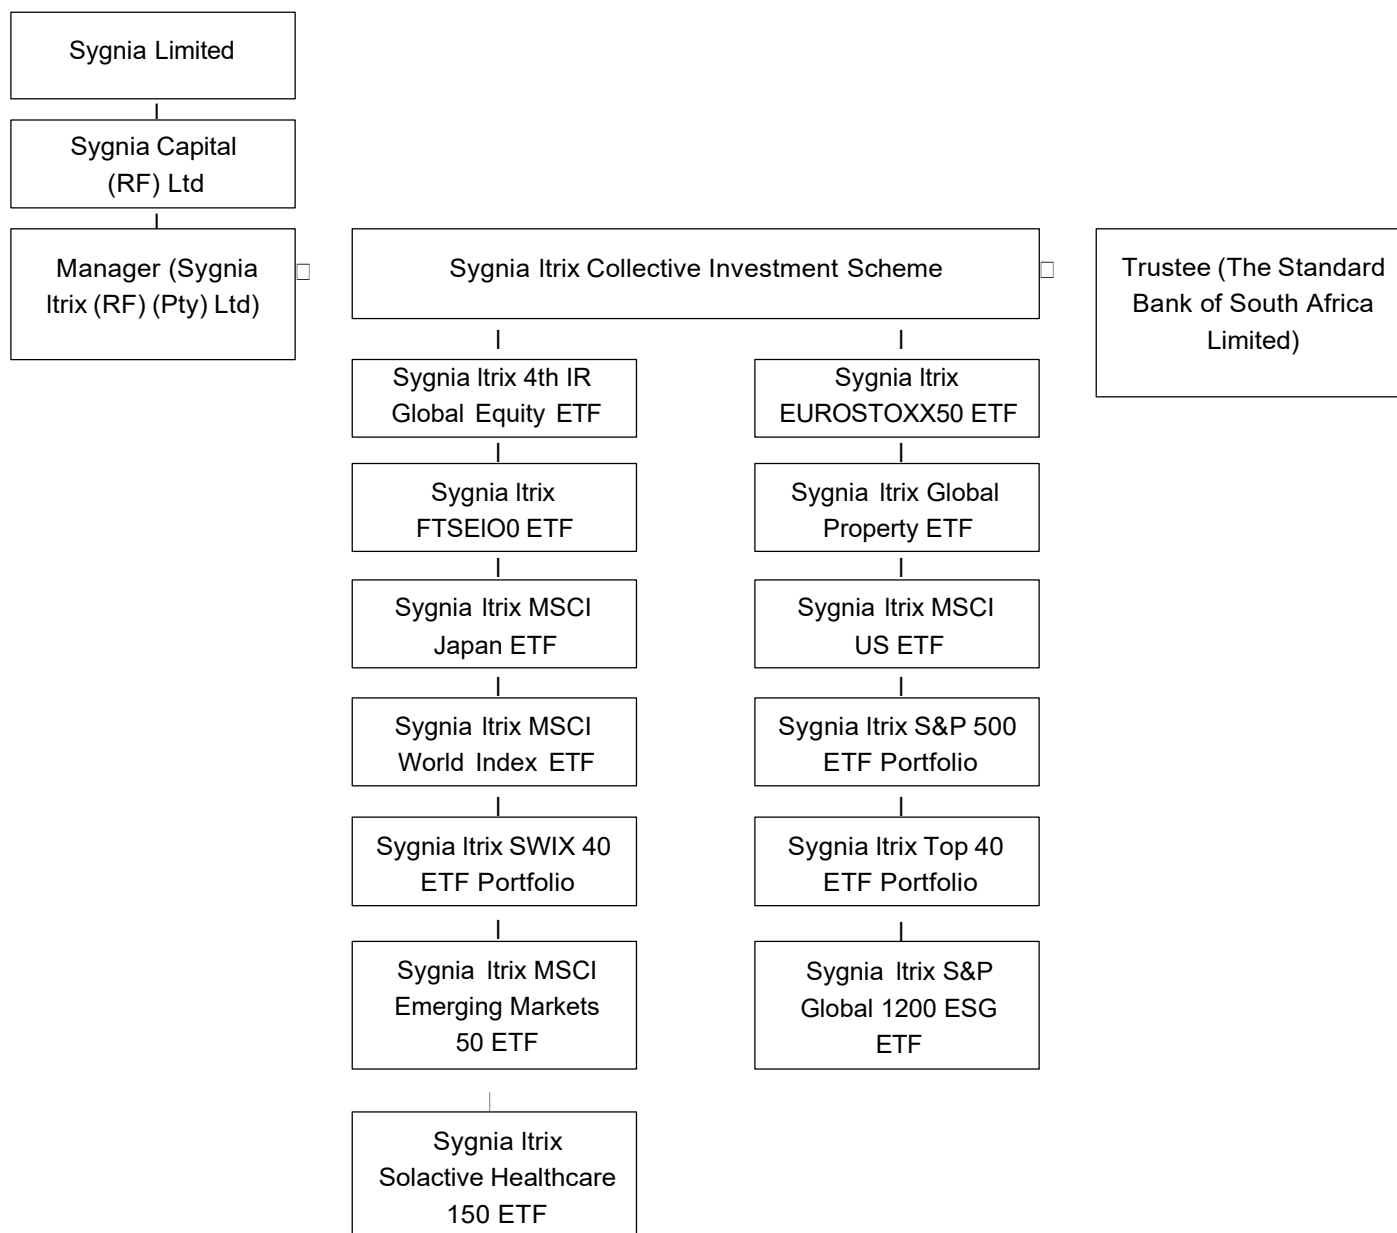 Sygnia Limited
Sygnia Capital
(RF) Ltd
Manager (Sygnia
Itrix (RF) (Pty) Ltd)
Sygnia Itrix Collective Investment Scheme
Trustee (The Standard
Bank of South Africa
Limited)
Sygnia Itrix 4th IR
Global Equity ETF
Sygnia Itrix
EUROSTOXX50 ETF
Sygnia Itrix
FTSEIO0 ETF
Sygnia Itrix Global
Property ETF
Sygnia Itrix MSCI
Japan ETF
Sygnia Itrix MSCI
US ETF
Sygnia Itrix MSCI
World Index ETF
Sygnia Itrix S&P 500
ETF Portfolio
Sygnia Itrix SWIX 40
ETF Portfolio
Sygnia Itrix Top 40
ETF Portfolio
Sygnia Itrix MSCI
Emerging Markets
50 ETF
Sygnia Itrix S&P
Global 1200 ESG
ETF
Sygnia Itrix
Solactive Healthcare
150 ETF